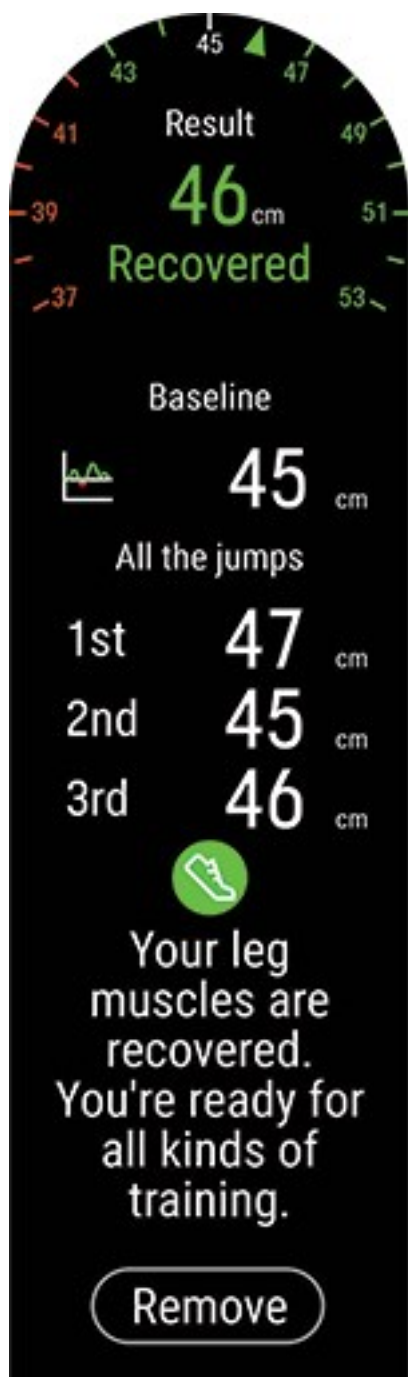 45
43 47
41 Result 49
39 46 cm 51
Recovered
37 53
Baseline
45 cm
All the jumps
1st 47 cm
2nd 45 cm
3rd 46 cm
Your leg
muscles are
recovered.
You're ready for
all kinds of
training.
Remove